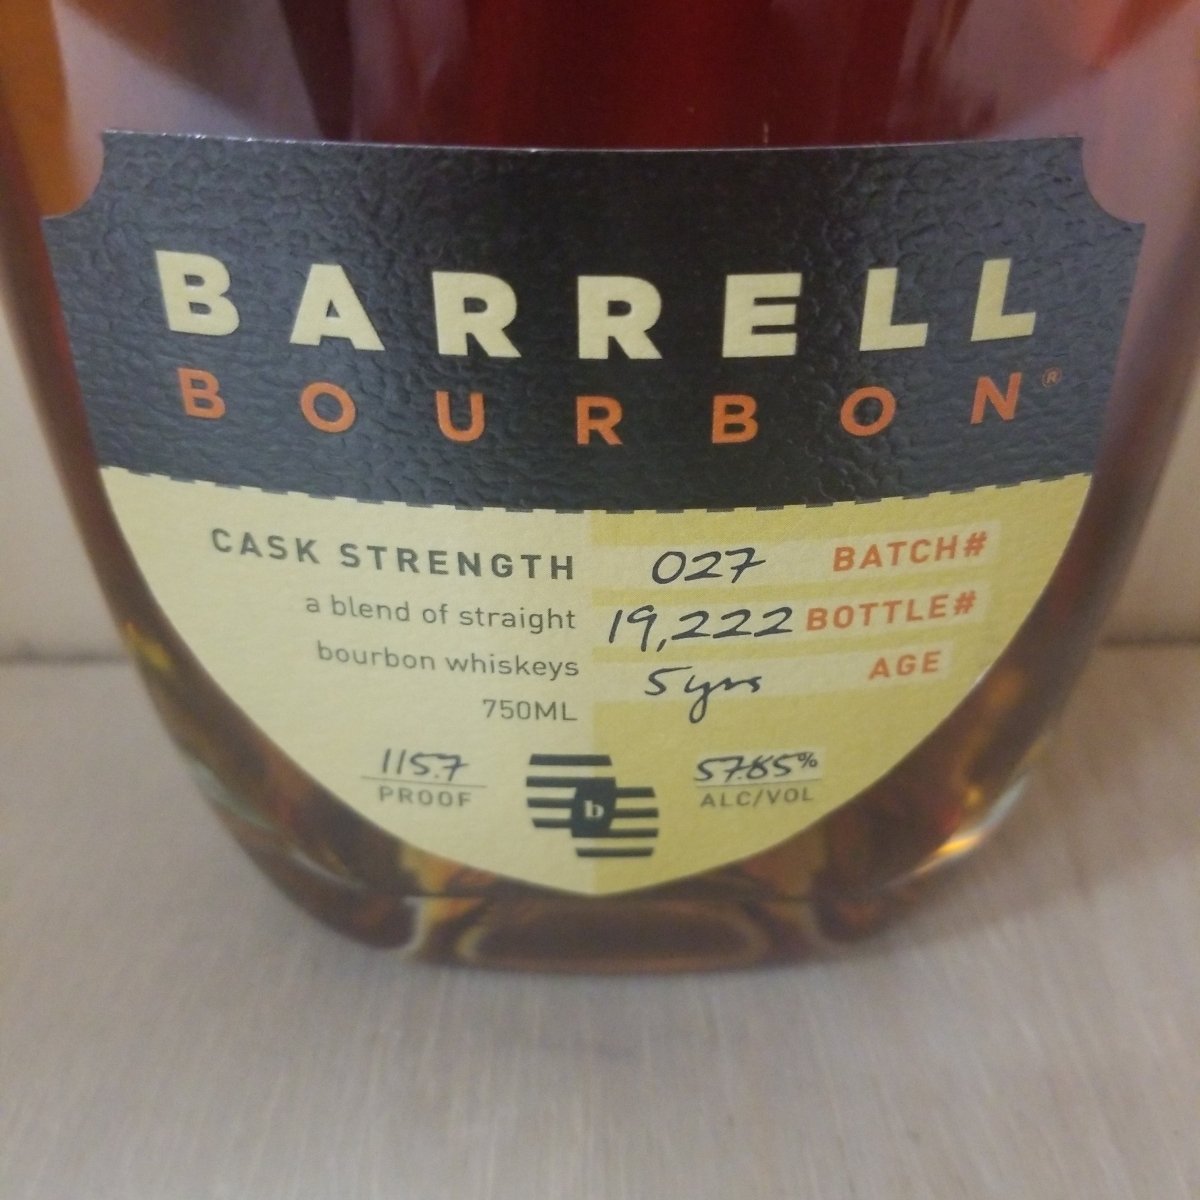 BARRELL
BOURBON®
CASK STRENGTH
a blend of straight
bourbon whiskeys
750ML
027 BATCH#
19,222 BOTTLE#
5 yrs AGE
115.7
PROOF
b
57.85%
ALC/VOL